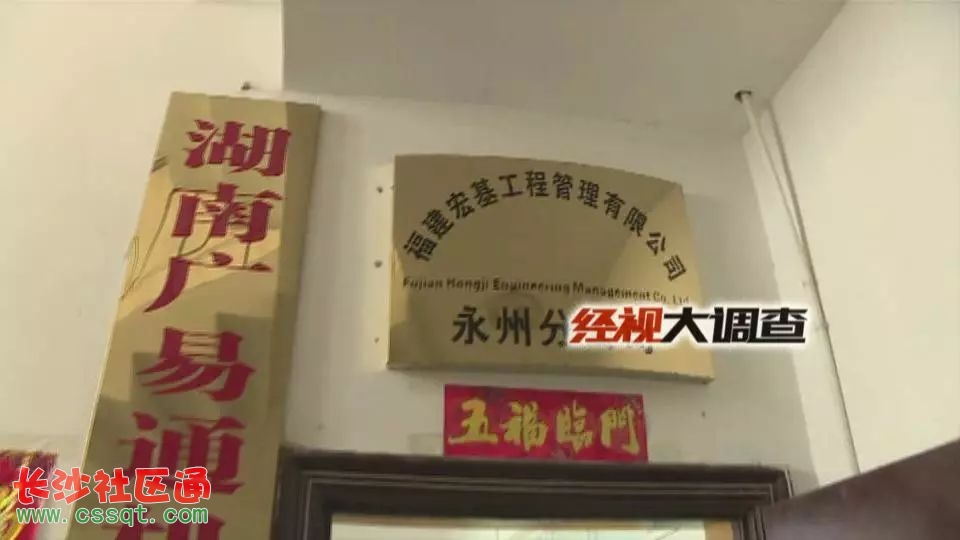 湖南广易通
福建宏基工程管理有限公司
Fujian Hongji Engineering Management Co., Ltd
永州分
经视大调查
五福临門
长沙社区通
www.cssqt.com